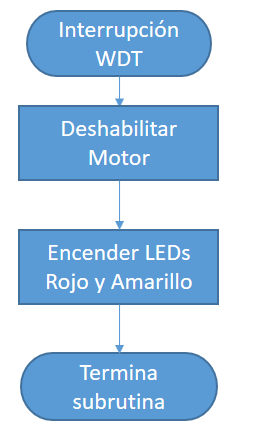 Interrupción
WDT
Deshabilitar
Motor
Encender LEDs
Rojo y Amarillo
Termina
subrutina